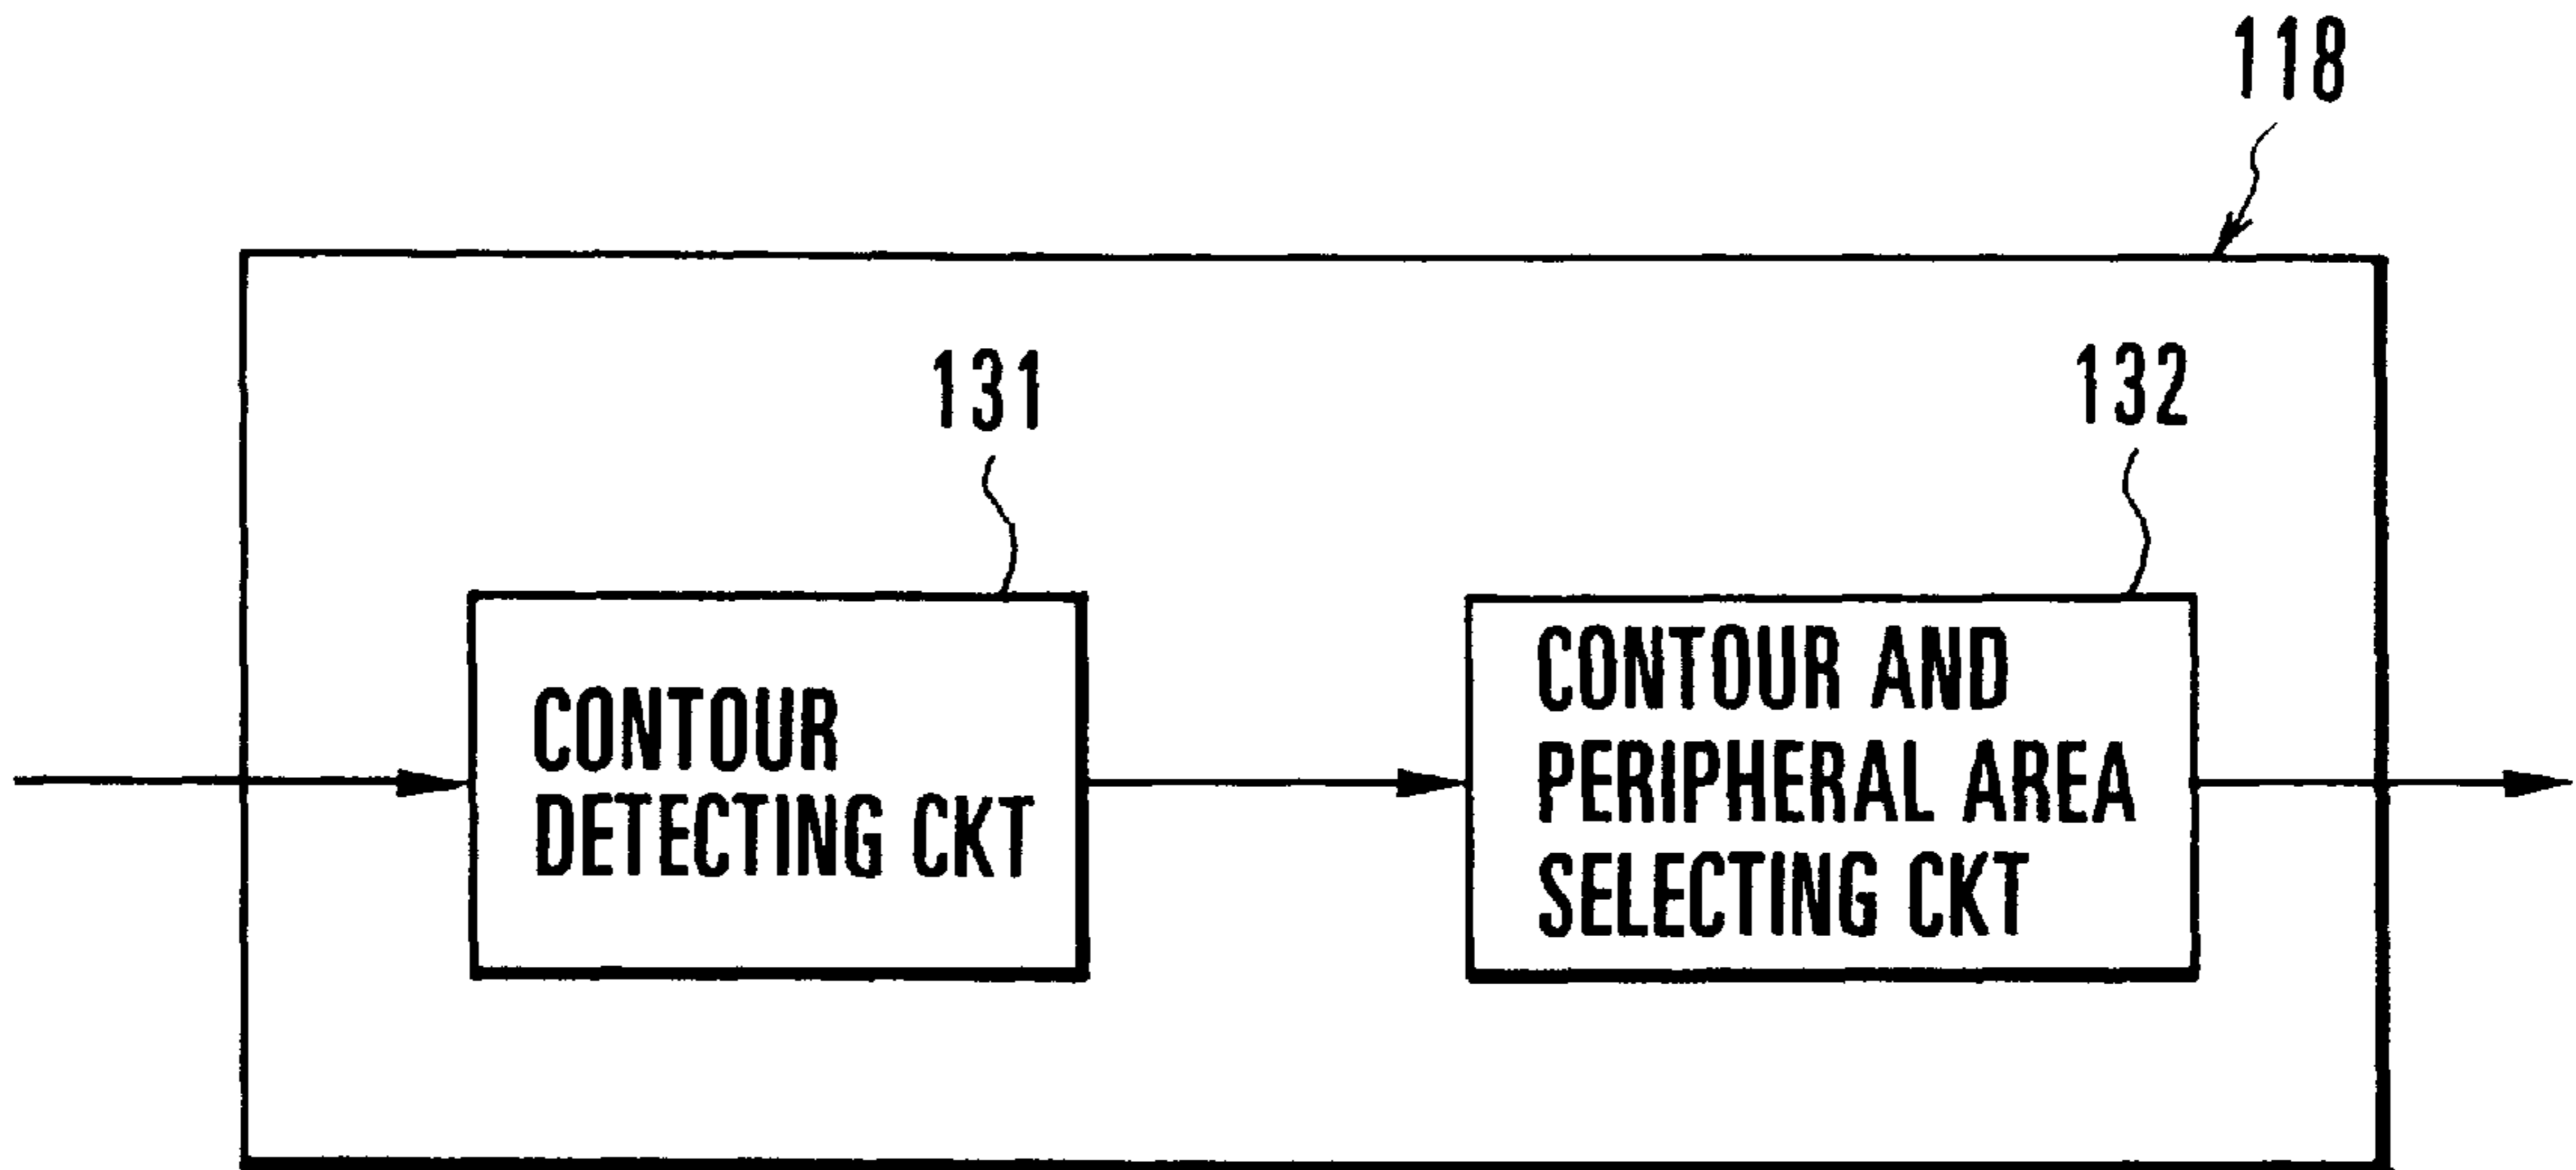 118
131
132
CONTOUR
DETECTING CKT
CONTOUR AND
PERIPHERAL AREA
SELECTING CKT